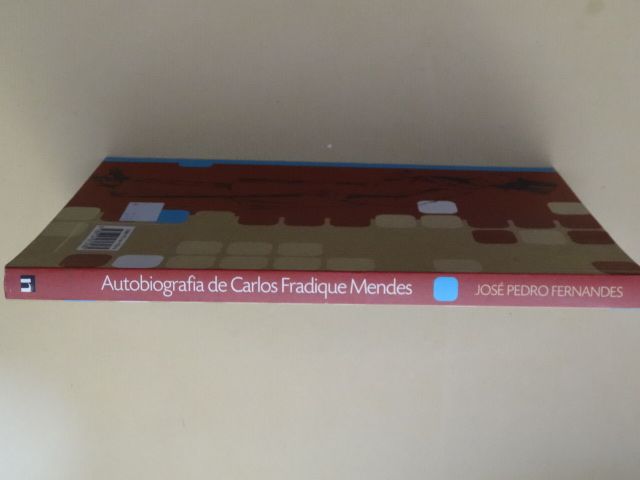 n
Autobiografia de Carlos Fradique Mendes
JOSÉ PEDRO FERNANDES